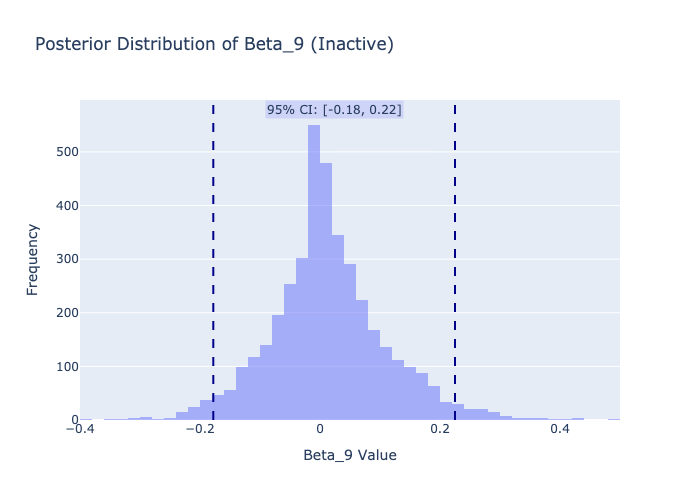 Posterior Distribution of Beta_9 (Inactive)
95% CI: [-0.18, 0.22]
500
400
300
200
100
0
Frequency
−0.4
−0.2
0
0.2
0.4
Beta_9 Value